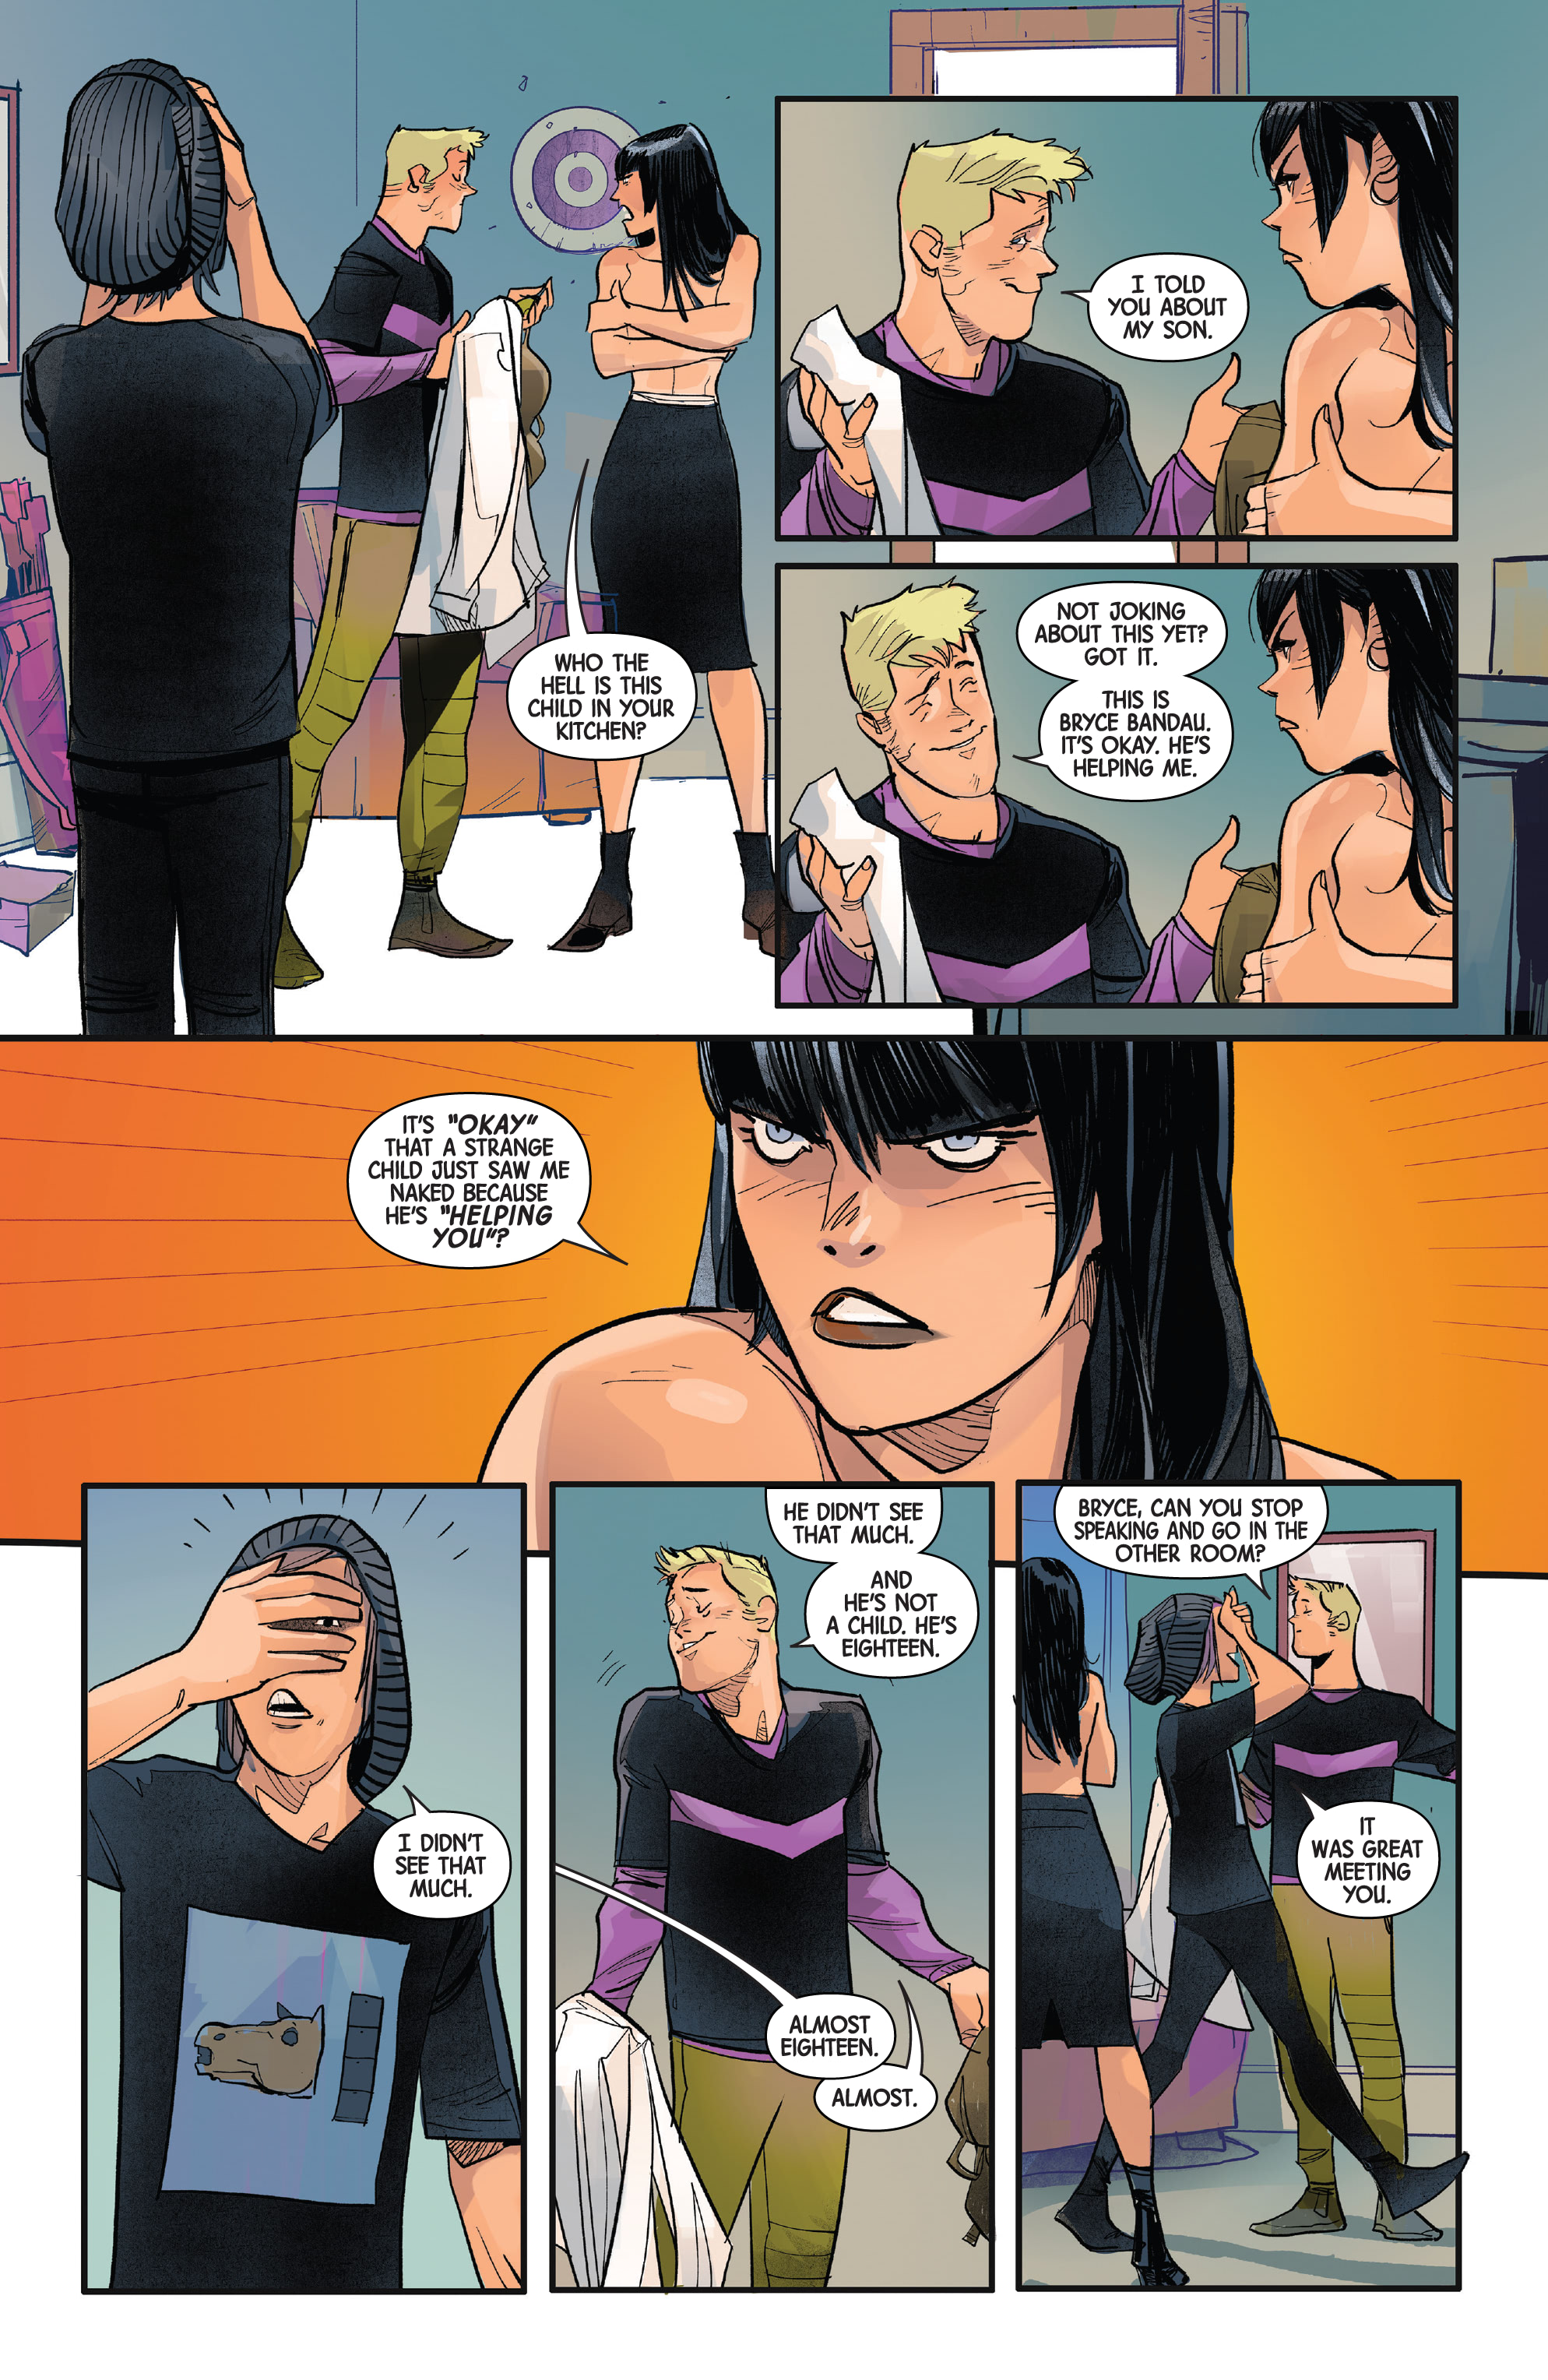 WHO THE
HELL IS THIS
CHILD IN YOUR
KITCHEN?
I TOLD
YOU ABOUT
MY SON.
NOT JOKING
ABOUT THIS YET?
GOT IT.
THIS IS
BRYCE BANDAU.
IT'S OKAY. HE'S
HELPING ME.
IT'S "OKAY"
THAT A STRANGE
CHILD JUST SAW ME
NAKED BECAUSE
HE'S "HELPING
YOU"?
I DIDN'T
SEE THAT
MUCH.
HE DIDN'T SEE
THAT MUCH.
AND
HE'S NOT
A CHILD. HE'S
EIGHTEEN.
ALMOST
EIGHTEEN.
ALMOST.
BRYCE, CAN YOU STOP
SPEAKING AND GO IN THE
OTHER ROOM?
IT
WAS GREAT
MEETING
YOU.